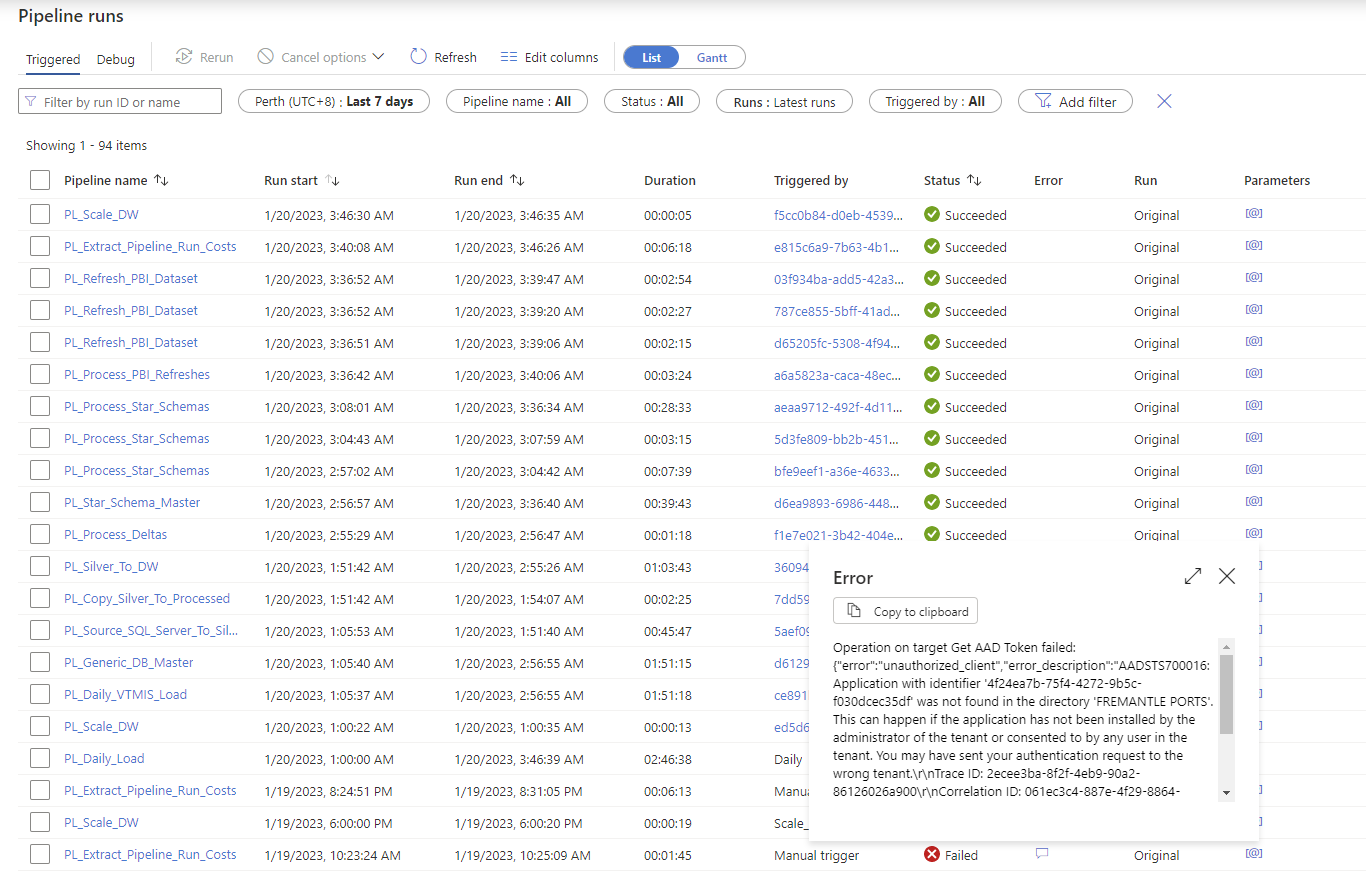 Pipeline runs
Triggered Debug Rerun Cancel options Refresh Edit columns List Gantt
Filter by run ID or name Perth (UTC+8) : Last 7 days Pipeline name : All Status : All Runs : Latest runs Triggered by : All Add filter
Showing 1 - 94 items
Pipeline name Run start Run end Duration Triggered by Status Error Run Parameters
PL_Scale_DW 1/20/2023, 3:46:30 AM 1/20/2023, 3:46:35 AM 00:00:05 f5cc0b84-d0eb-4539... Succeeded Original [@]
PL_Extract_Pipeline_Run_Costs 1/20/2023, 3:40:08 AM 1/20/2023, 3:46:26 AM 00:06:18 e815c6a9-7b63-4b1... Succeeded Original [@]
PL_Refresh_PBI_Dataset 1/20/2023, 3:36:52 AM 1/20/2023, 3:39:47 AM 00:02:54 03f934ba-add5-42a3... Succeeded Original [@]
PL_Refresh_PBI_Dataset 1/20/2023, 3:36:52 AM 1/20/2023, 3:39:20 AM 00:02:27 787ce855-5bff-41ad... Succeeded Original [@]
PL_Refresh_PBI_Dataset 1/20/2023, 3:36:51 AM 1/20/2023, 3:39:06 AM 00:02:15 d65205fc-5308-4f94... Succeeded Original [@]
PL_Process_PBI_Refreshes 1/20/2023, 3:36:42 AM 1/20/2023, 3:40:06 AM 00:03:24 a6a5823a-caca-48ec... Succeeded Original [@]
PL_Process_Star_Schemas 1/20/2023, 3:08:01 AM 1/20/2023, 3:36:34 AM 00:28:33 aeaa9712-492f-4d11... Succeeded Original [@]
PL_Process_Star_Schemas 1/20/2023, 3:04:43 AM 1/20/2023, 3:07:59 AM 00:03:15 5d3fe809-bb2b-451... Succeeded Original [@]
PL_Process_Star_Schemas 1/20/2023, 2:57:02 AM 1/20/2023, 3:04:42 AM 00:07:39 bfe9eef1-a36e-4633... Succeeded Original [@]
PL_Star_Schema_Master 1/20/2023, 2:56:57 AM 1/20/2023, 3:36:40 AM 00:39:43 d6ea9893-6986-448... Succeeded Original [@]
PL_Process_Deltas 1/20/2023, 2:55:29 AM 1/20/2023, 2:56:47 AM 00:01:18 f1e7e021-3b42-404e... Succeeded Original [@]
PL_Silver_To_DW 1/20/2023, 1:51:42 AM 1/20/2023, 2:55:26 AM 01:03:43 36094
PL_Copy_Silver_To_Processed 1/20/2023, 1:51:42 AM 1/20/2023, 1:54:07 AM 00:02:25 7dd59
PL_Source_SQL_Server_To_Sil... 1/20/2023, 1:05:53 AM 1/20/2023, 1:51:40 AM 00:45:47 5aef09
PL_Generic_DB_Master 1/20/2023, 1:05:40 AM 1/20/2023, 2:56:55 AM 01:51:15 d6129
PL_Daily_VTMIS_Load 1/20/2023, 1:05:37 AM 1/20/2023, 2:56:55 AM 01:51:18 ce891
PL_Scale_DW 1/20/2023, 1:00:22 AM 1/20/2023, 1:00:35 AM 00:00:13 ed5d6
PL_Daily_Load 1/20/2023, 1:00:00 AM 1/20/2023, 3:46:39 AM 02:46:38 Daily
PL_Extract_Pipeline_Run_Costs 1/19/2023, 8:24:51 PM 1/19/2023, 8:31:05 PM 00:06:13 Manu
PL_Scale_DW 1/19/2023, 6:00:00 PM 1/19/2023, 6:00:20 PM 00:00:19 Scale_
PL_Extract_Pipeline_Run_Costs 1/19/2023, 10:23:24 AM 1/19/2023, 10:25:09 AM 00:01:45 Manual trigger Failed Original [@]
Error
Copy to clipboard
Operation on target Get AAD Token failed:
{"error":"unauthorized_client","error_description":"AADSTS700016:
Application with identifier '4f24ea7b-75f4-4272-9b5c-
f030dcec35df' was not found in the directory 'FREMANTLE PORTS'.
This can happen if the application has not been installed by the
administrator of the tenant or consented to by any user in the
tenant. You may have sent your authentication request to the
wrong tenant.\r\nTrace ID: 2ecee3ba-8f2f-4eb9-90a2-
86126026a900\r\nCorrelation ID: 061ec3c4-887e-4f29-8864-